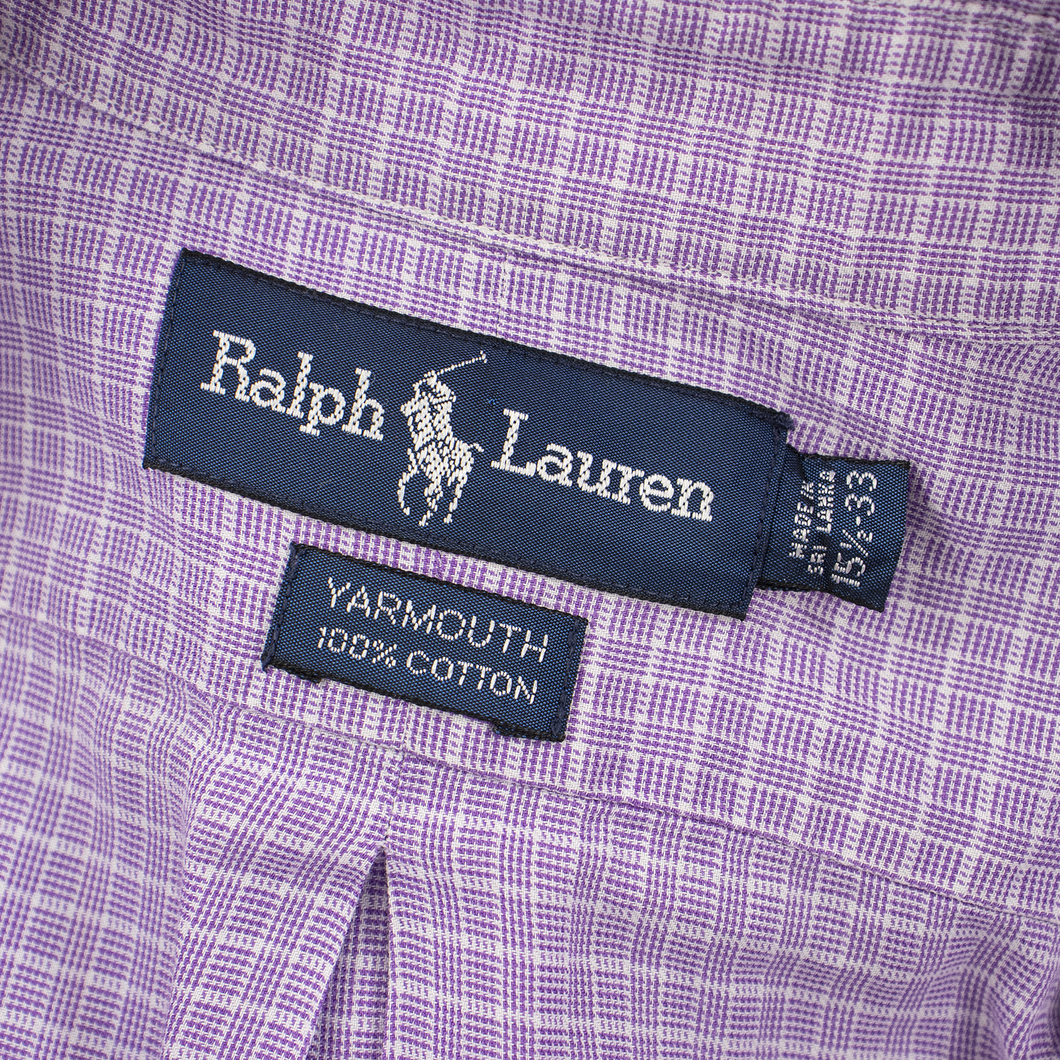 Ralph Lauren
MADE IN
SRI LANKA
15½-33
YARMOUTH
100% COTTON